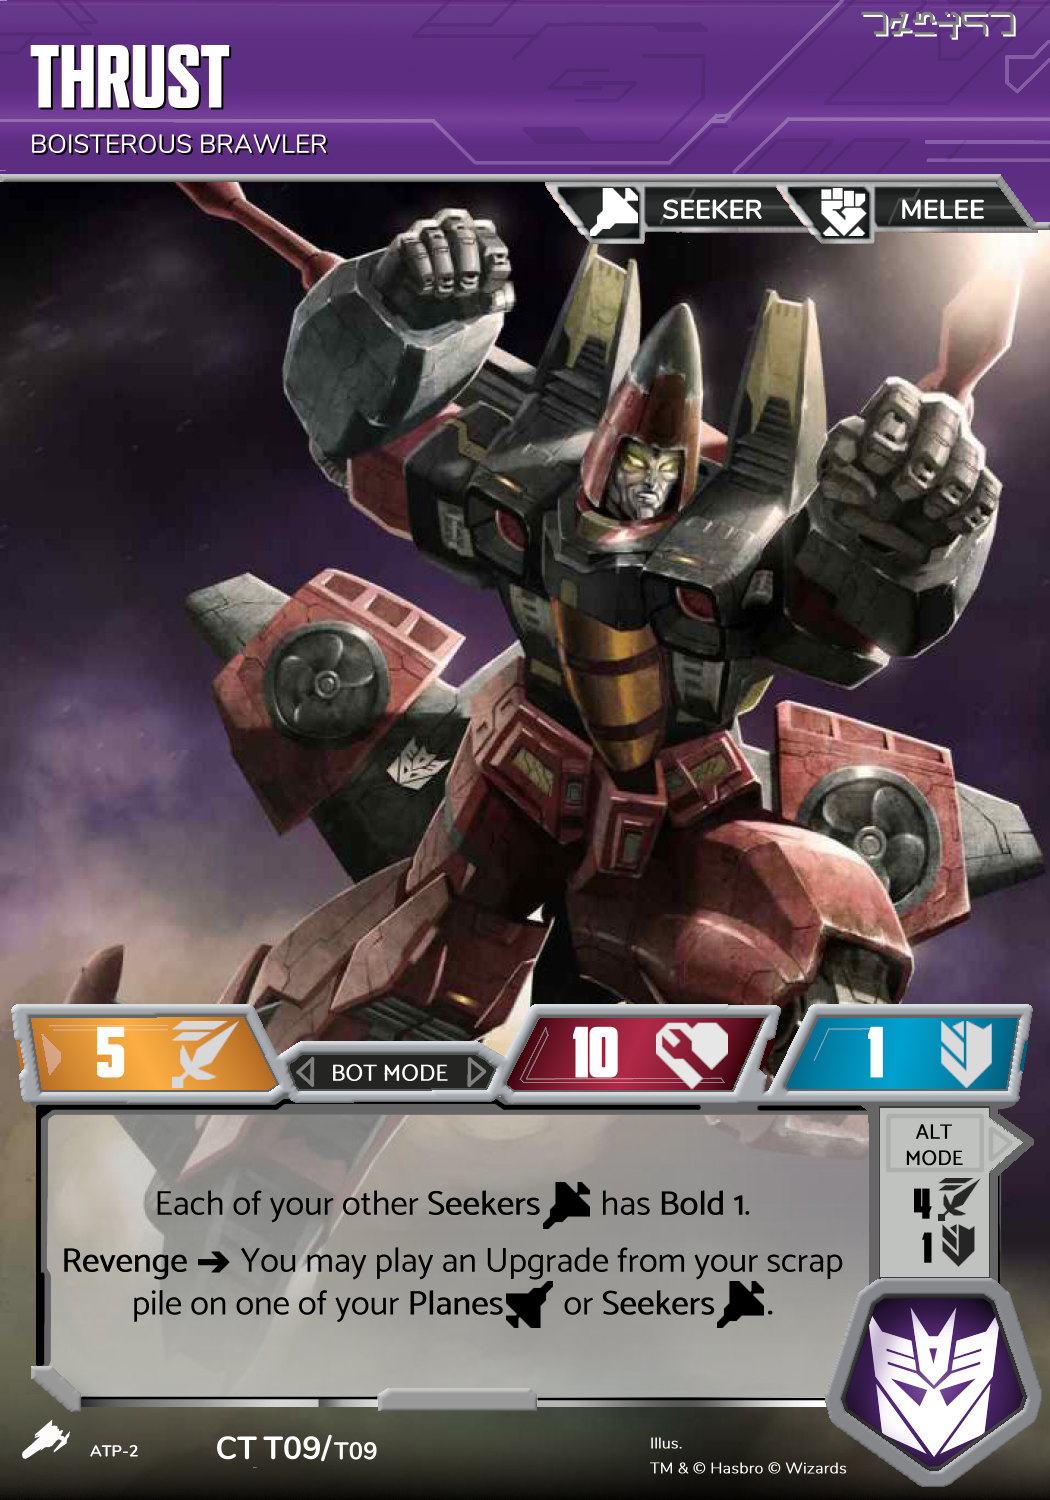 THRUST
BOISTEROUS BRAWLER
SEEKER MELEE
5 BOT MODE 10 1
Each of your other Seekers has Bold 1.
Revenge ➔ You may play an Upgrade from your scrap
pile on one of your Planes or Seekers.
ALT
MODE
4
1
ATP-2 CT T09/T09
Illus.
TM & © Hasbro © Wizards